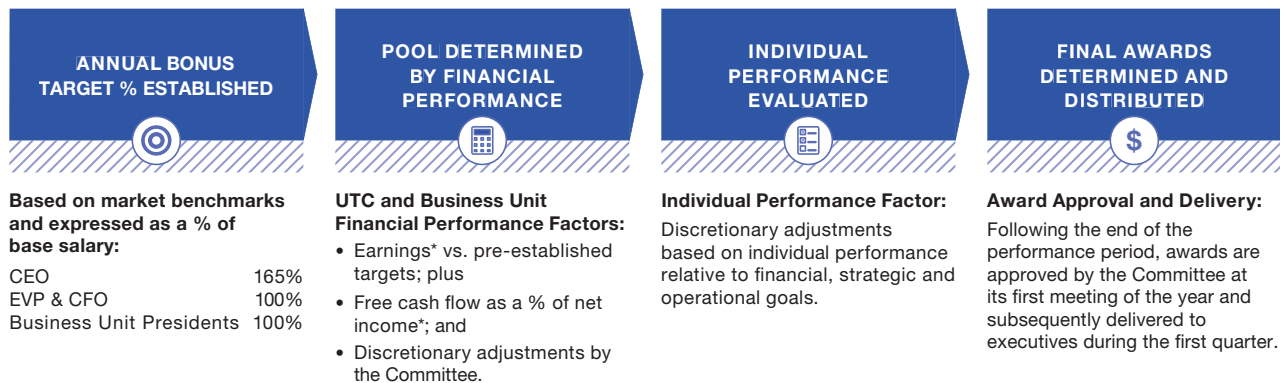 ANNUAL BONUS
TARGET % ESTABLISHED
Based on market benchmarks
and expressed as a % of
base salary:
CEO 165%
EVP & CFO 100%
Business Unit Presidents 100%
POOL DETERMINED
BY FINANCIAL
PERFORMANCE
UTC and Business Unit
Financial Performance Factors:
• Earnings* vs. pre-established
targets; plus
• Free cash flow as a % of net
income*; and
• Discretionary adjustments by
the Committee.
INDIVIDUAL
PERFORMANCE
EVALUATED
Individual Performance Factor:
Discretionary adjustments
based on individual performance
relative to financial, strategic and
operational goals.
FINAL AWARDS
DETERMINED AND
DISTRIBUTED
$
Award Approval and Delivery:
Following the end of the
performance period, awards are
approved by the Committee at
its first meeting of the year and
subsequently delivered to
executives during the first quarter.